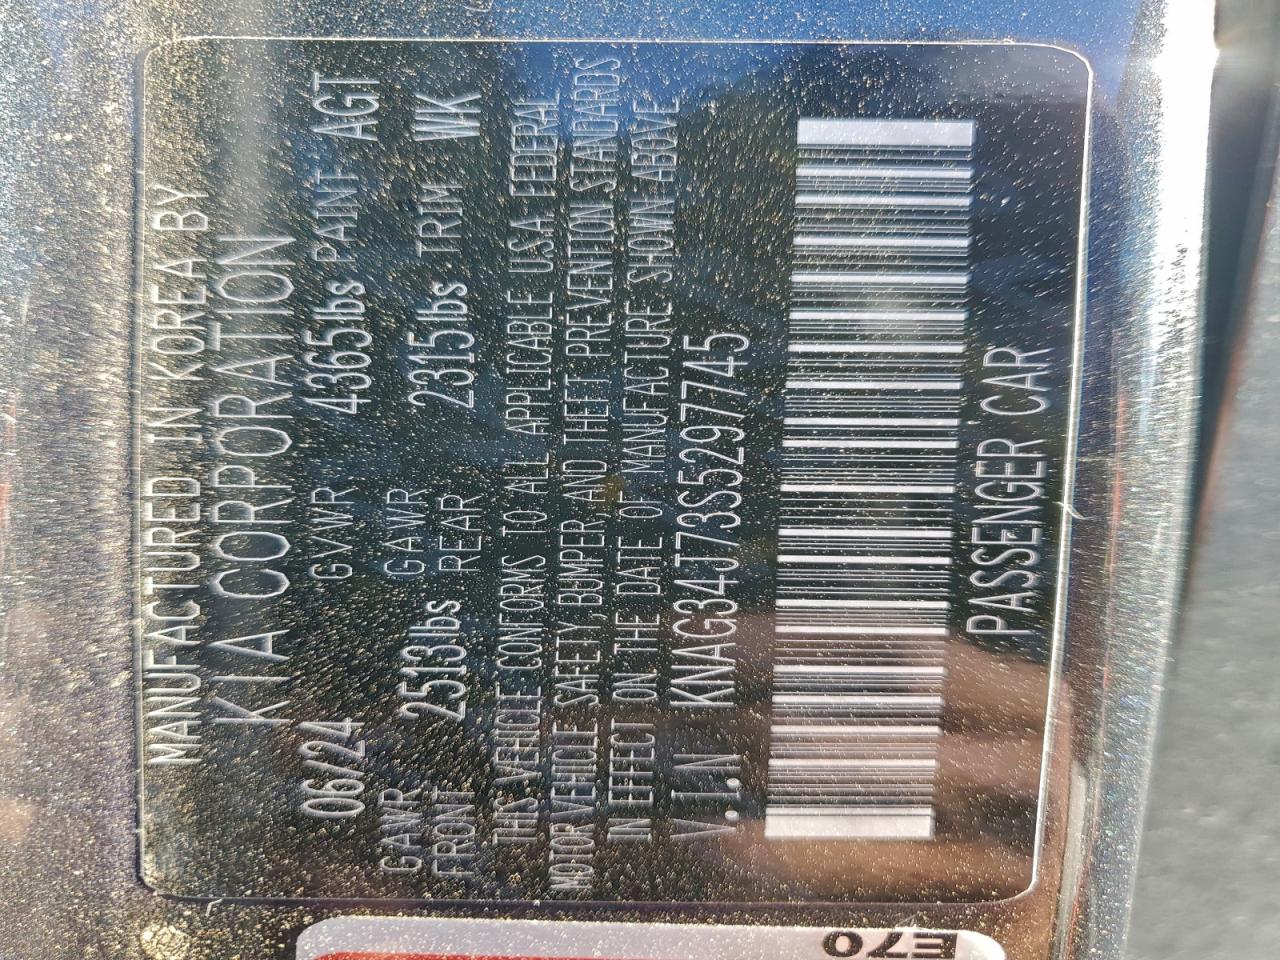 MANUFACTURED IN KOREA BY
KIA CORPORATION
06/24 GVWR 4365lbs PAINT AGT
GAWR FRONT 2513lbs GAWR REAR 2315lbs TRIM WK
THIS VEHICLE CONFORMS TO ALL APPLICABLE USA FEDERAL
MOTOR VEHICLE SAFETY BUMPER AND THEFT PREVENTION STANDARDS
IN EFFECT ON THE DATE OF MANUFACTURE SHOWN ABOVE
V.I.N KNAG34J73S5297745
PASSENGER CAR
E70